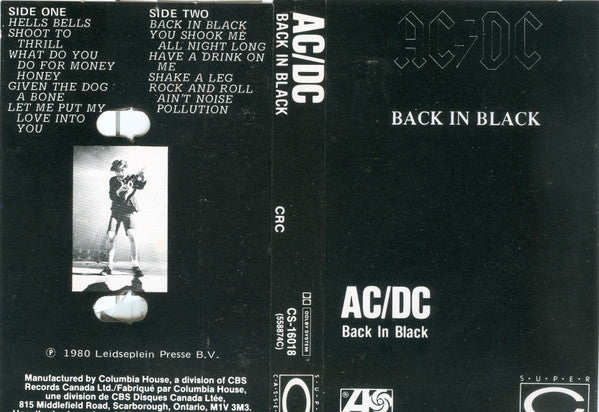 SIDE ONE
HELLS BELLS
SHOOT TO
THRILL
WHAT DO YOU
DO FOR MONEY
HONEY
GIVEN THE DOG
A BONE
LET ME PUT MY
LOVE INTO
YOU
SIDE TWO
BACK IN BLACK
YOU SHOOK ME
ALL NIGHT LONG
HAVE A DRINK ON
ME
SHAKE A LEG
ROCK AND ROLL
AIN'T NOISE
POLLUTION
Ⓟ 1980 Leidseplein Presse B.V.
Manufactured by Columbia House, a division of CBS
Records Canada Ltd./Fabriqué par Columbia House,
une division de CBS Disques Canada Ltée,
815 Middlefield Road, Scarborough, Ontario, M1V 3M3.
AC/DC
BACK IN BLACK
CRC
DOLBY SYSTEM
CS-16018
(558874C)
SUPER
CASSE
AC⚡DC
BACK IN BLACK
AC/DC
Back In Black
SUPER